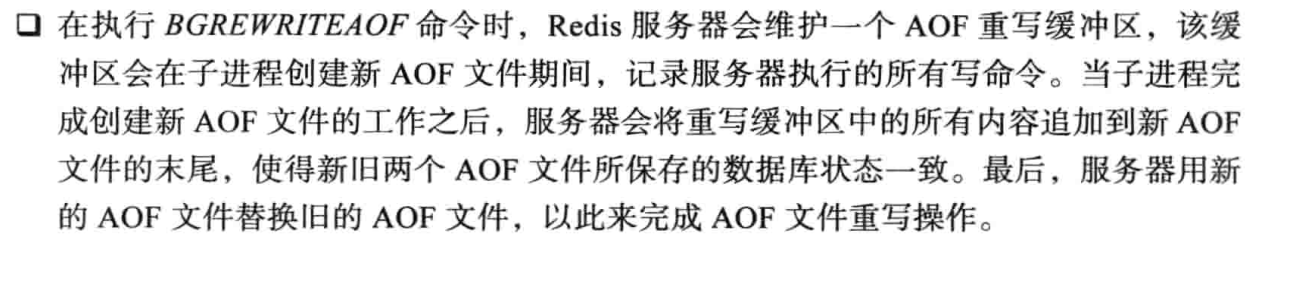 ❏ 在执行 BGREWRITEAOF 命令时，Redis 服务器会维护一个 AOF 重写缓冲区，该缓
冲区会在子进程创建新 AOF 文件期间，记录服务器执行的所有写命令。当子进程完
成创建新 AOF 文件的工作之后，服务器会将重写缓冲区中的所有内容追加到新 AOF
文件的末尾，使得新旧两个 AOF 文件所保存的数据库状态一致。最后，服务器用新
的 AOF 文件替换旧的 AOF 文件，以此来完成 AOF 文件重写操作。